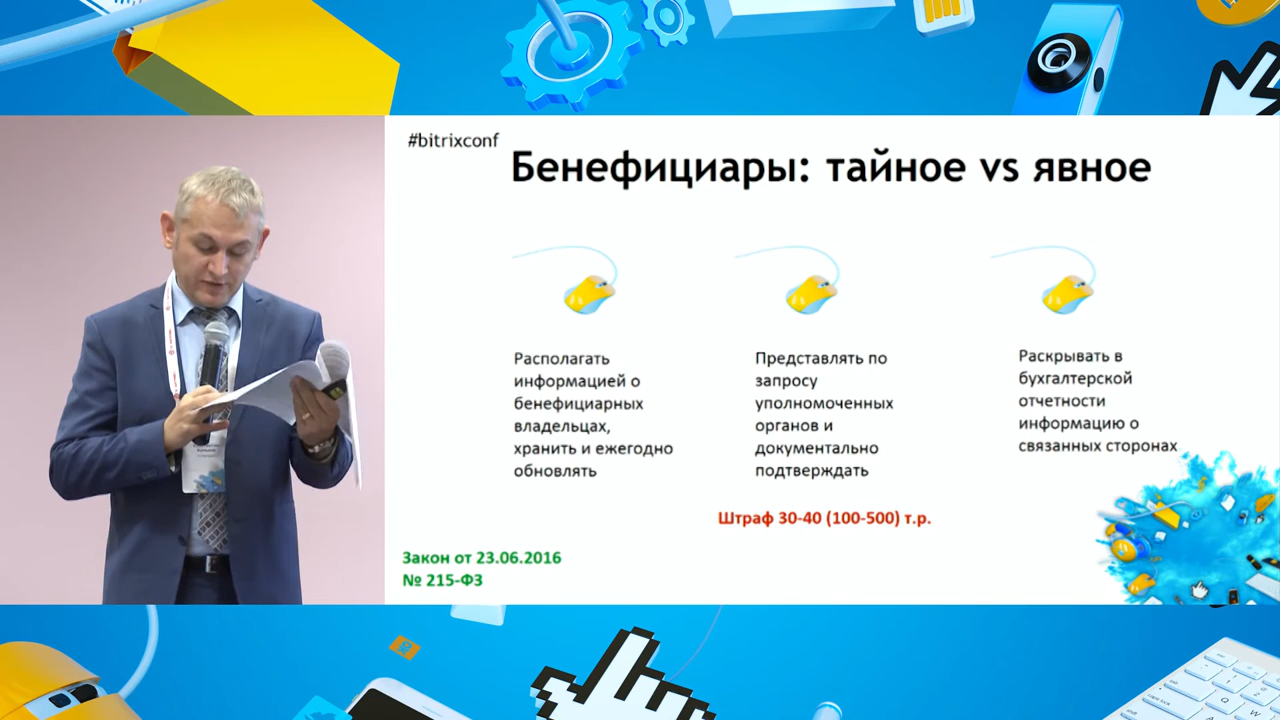 #bitrixconf
Бенефициары: тайное vs явное
Располагать
информацией о
бенефициарных
владельцах,
хранить и ежегодно
обновлять
Представлять по
запросу
уполномоченных
органов и
документально
подтверждать
Раскрывать в
бухгалтерской
отчетности
информацию о
связанных сторонах
Штраф 30-40 (100-500) т.р.
Закон от 23.06.2016
№ 215-ФЗ